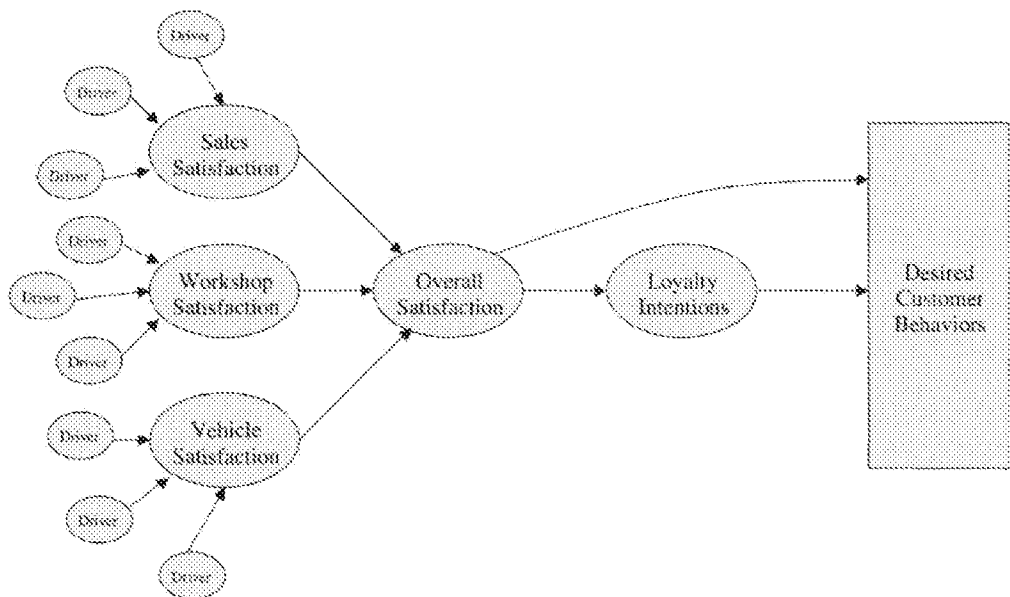 Driver
Driver
Sales
Satisfaction
Driver
Driver
Driver
Workshop
Satisfaction
Overall
Satisfaction
Loyalty
Intentions
Desired
Customer
Behaviors
Driver
Driver
Vehicle
Satisfaction
Driver
Driver